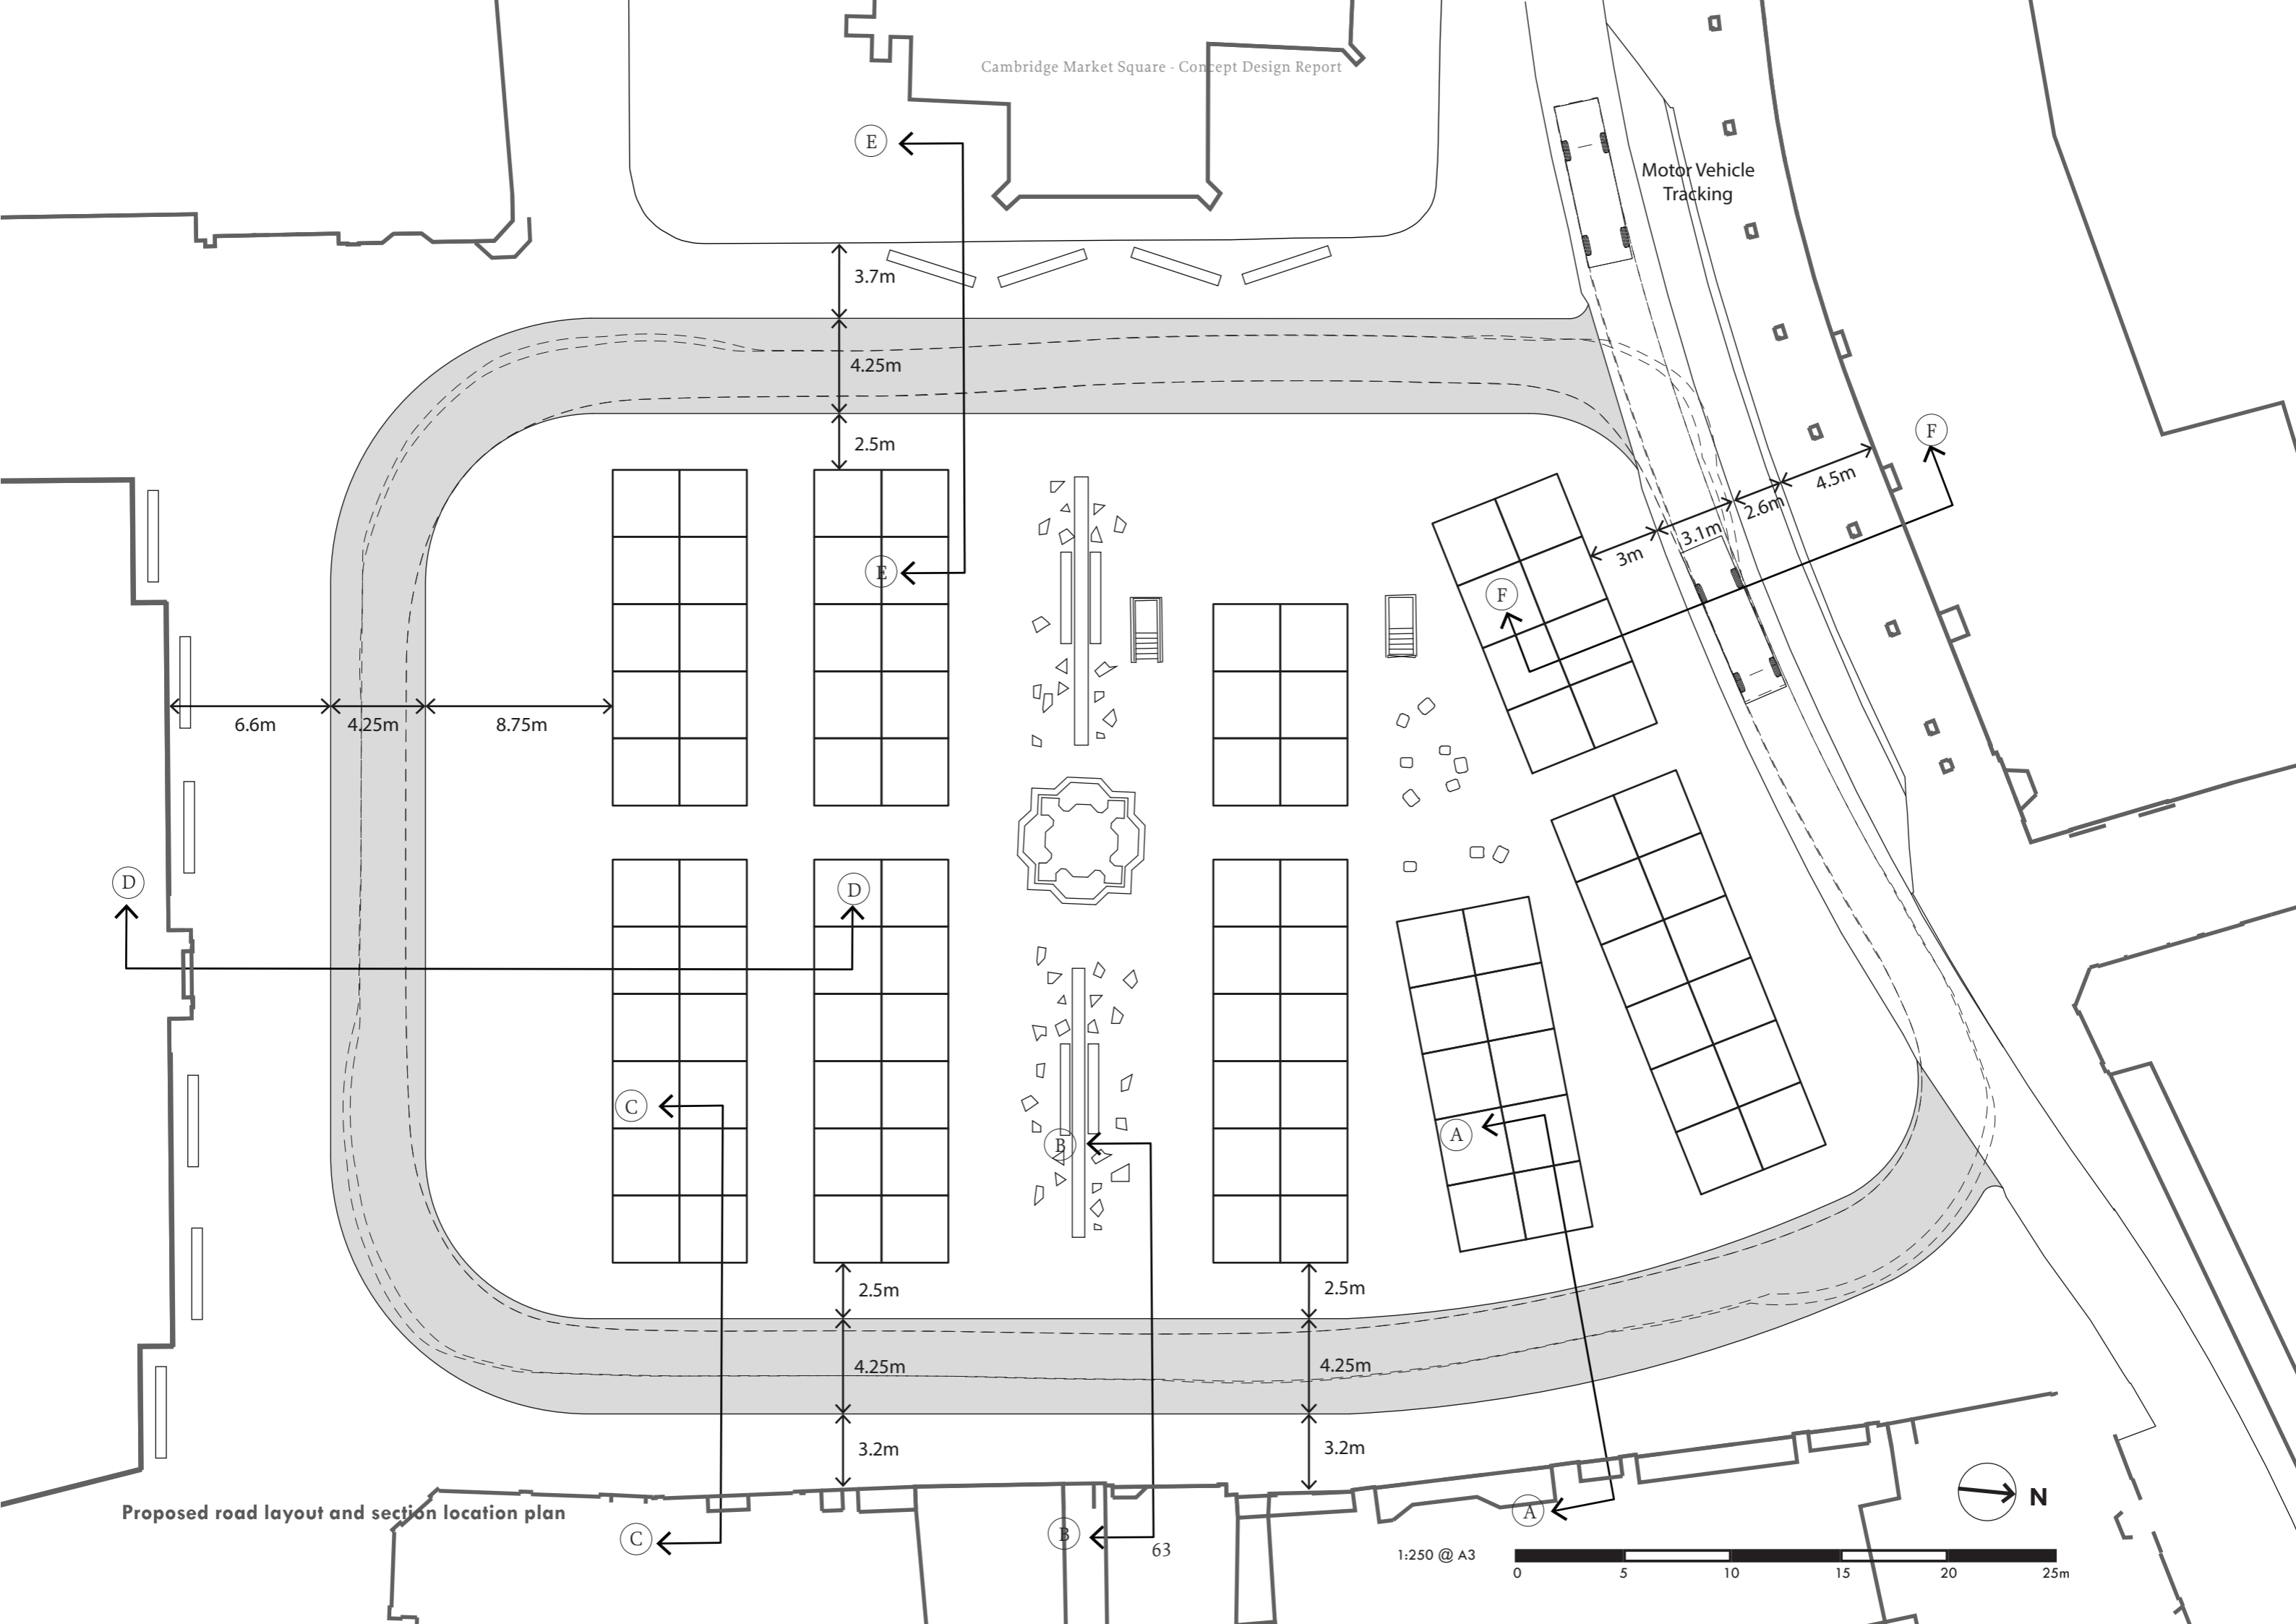 Cambridge Market Square - Concept Design Report
E
Motor Vehicle
Tracking
3.7m
4.25m
2.5m
F
4.5m
2.6m
3.1m
3m
E
F
6.6m
4.25m
8.75m
D
D
C
B
A
2.5m
2.5m
4.25m
4.25m
3.2m
3.2m
N
Proposed road layout and section location plan
A
C
B
63
1:250 @ A3
0 5 10 15 20 25m